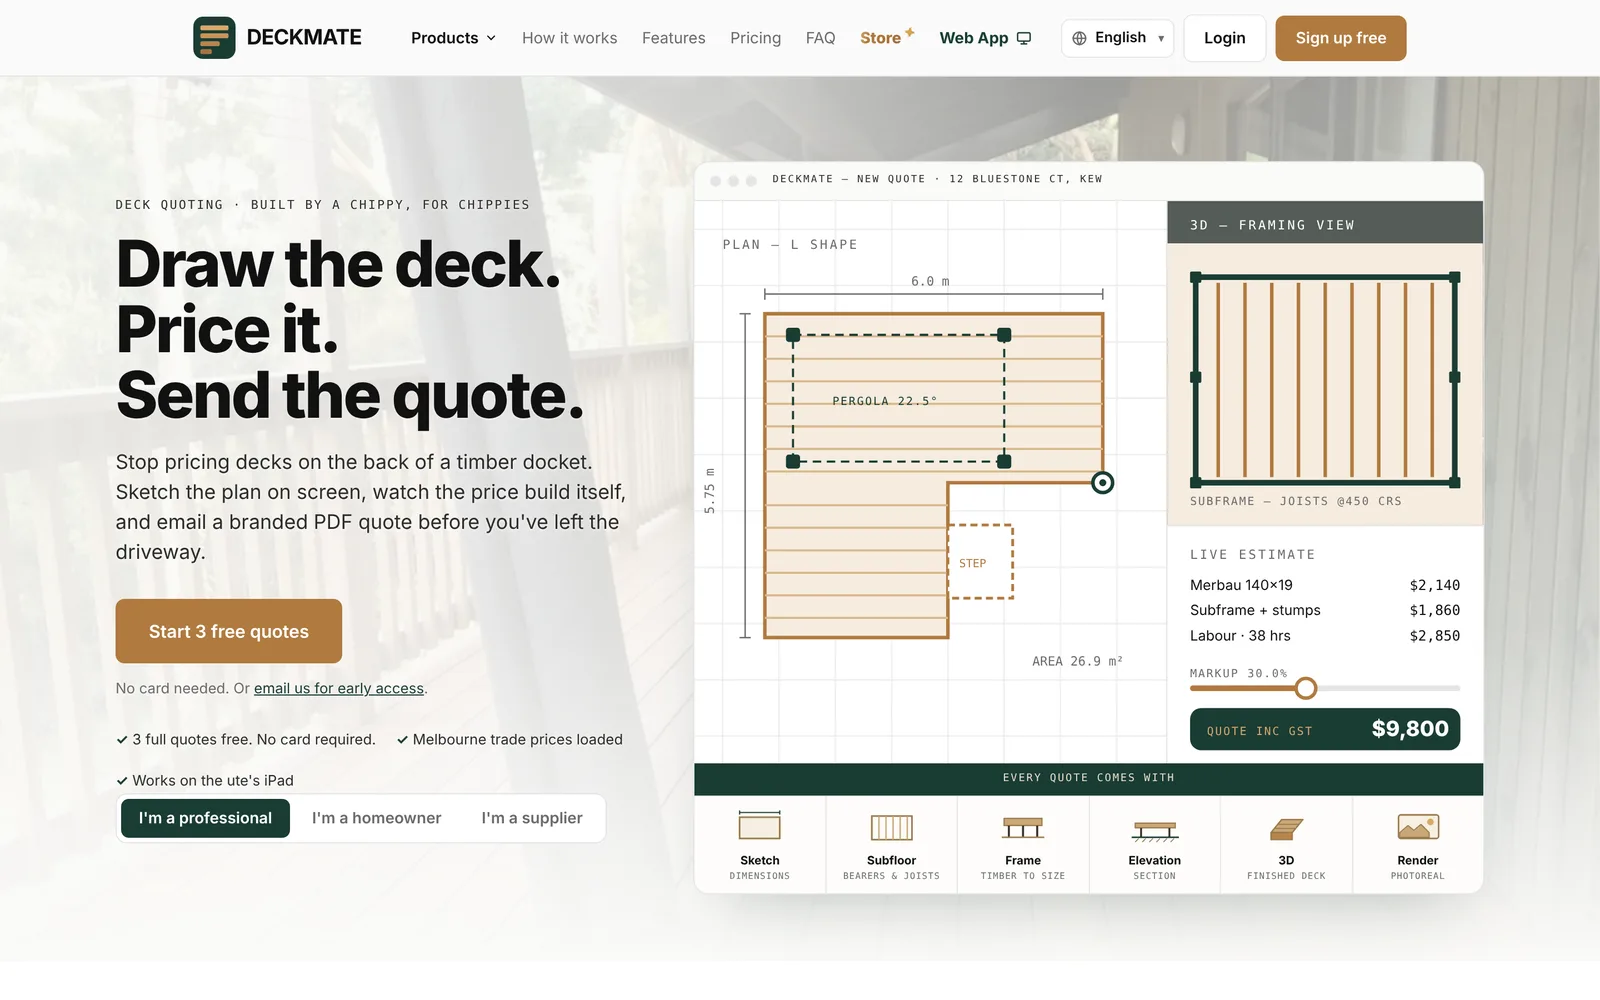 DECKMATE
Products
How it works
Features
Pricing
FAQ
Store
Web App
English
Login
Sign up free
DECK QUOTING · BUILT BY A CHIPPY, FOR CHIPPIES
Draw the deck.
Price it.
Send the quote.
Stop pricing decks on the back of a timber docket.
Sketch the plan on screen, watch the price build itself,
and email a branded PDF quote before you've left the
driveway.
Start 3 free quotes
No card needed. Or email us for early access.
✓ 3 full quotes free. No card required.
✓ Melbourne trade prices loaded
✓ Works on the ute's iPad
I'm a professional
I'm a homeowner
I'm a supplier
DECKMATE — NEW QUOTE · 12 BLUESTONE CT, KEW
PLAN — L SHAPE
6.0 m
PERGOLA 22.5°
5.75 m
STEP
AREA 26.9 m²
3D — FRAMING VIEW
SUBFRAME — JOISTS @450 CRS
LIVE ESTIMATE
Merbau 140×19 $2,140
Subframe + stumps $1,860
Labour · 38 hrs $2,850
MARKUP 30.0%
QUOTE INC GST $9,800
EVERY QUOTE COMES WITH
Sketch
DIMENSIONS
Subfloor
BEARERS & JOISTS
Frame
TIMBER TO SIZE
Elevation
SECTION
3D
FINISHED DECK
Render
PHOTOREAL